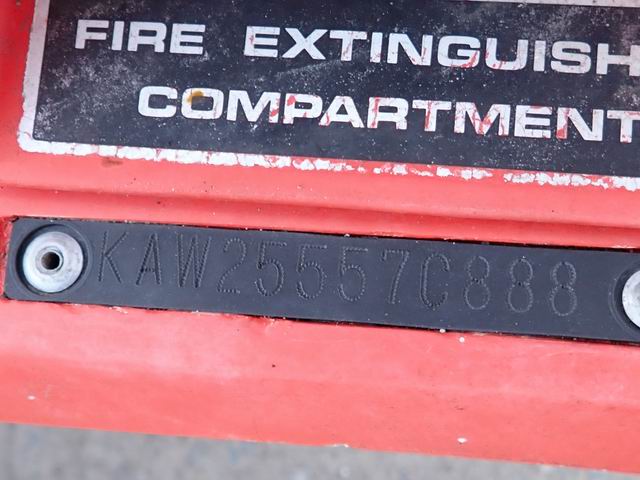 FIRE EXTINGUISH
COMPARTMENT
KAW25557C888